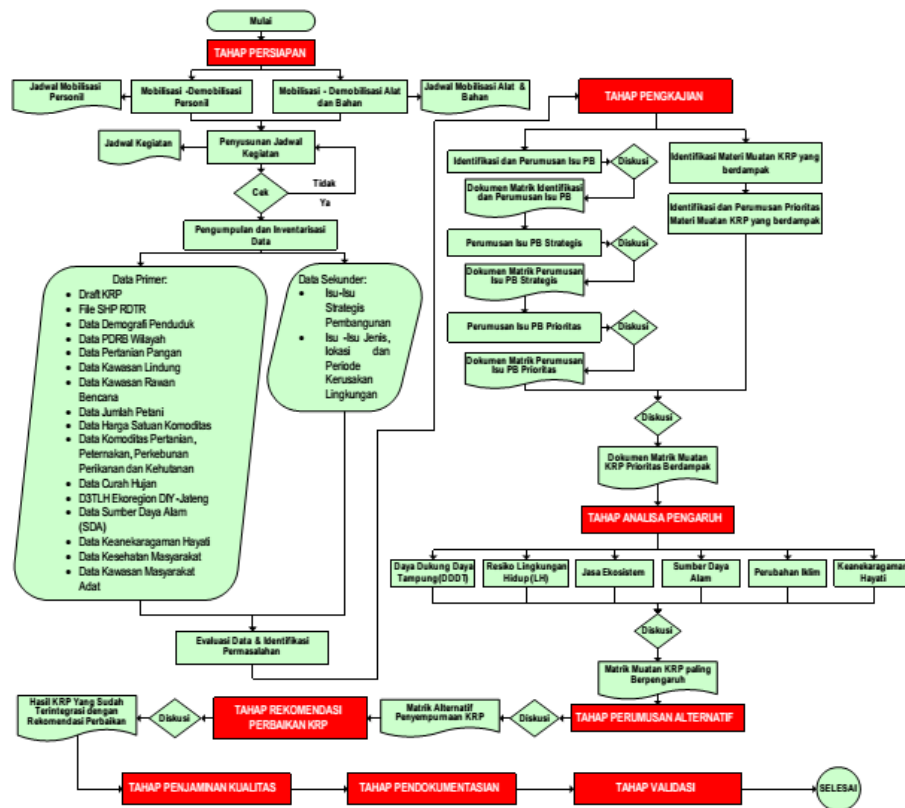 Mulai
TAHAP PERSIAPAN
Jadwal Mobilisasi
Personil
Mobilisasi -Demobilisasi
Personil
Mobilisasi - Demobilisasi Alat
dan Bahan
Jadwal Mobilisasi Alat &
Bahan
Jadwal Kegiatan
Penyusunan Jadwal
Kegiatan
Cek
Tidak
Ya
Pengumpulan dan Inventarisasi
Data
Data Primer:
• Draft KRP
• File SHP RDTR
• Data Demografi Penduduk
• Data PDRB Wilayah
• Data Pertanian Pangan
• Data Kawasan Lindung
• Data Kawasan Rawan
Bencana
• Data Jumlah Petani
• Data Harga Satuan Komoditas
• Data Komoditas Pertanian,
Peternakan, Perkebunan
Perikanan dan Kehutanan
• Data Curah Hujan
• D3TLH Ekoregion DIY -Jateng
• Data Sumber Daya Alam
(SDA)
• Data Keanekaragaman Hayati
• Data Kesehatan Masyarakat
• Data Kawasan Masyarakat
Adat
Data Sekunder:
• Isu-Isu
Strategis
Pembangunan
• Isu -Isu Jenis,
lokasi dan
Periode
Kerusakan
Lingkungan
Evaluasi Data & Identifikasi
Permasalahan
TAHAP PENGKAJIAN
Identifikasi dan Perumusan Isu PB
Diskusi
Dokumen Matrik Identifikasi
dan Perumusan Isu PB
Perumusan Isu PB Strategis
Diskusi
Dokumen Matrik Perumusan
Isu PB Strategis
Perumusan Isu PB Prioritas
Diskusi
Dokumen Matrik Perumusan
Isu PB Prioritas
Identifikasi Materi Muatan KRP yang
berdampak
Identifikasi dan Perumusan Prioritas
Materi Muatan KRP yang berdampak
Diskusi
Dokumen Matrik Muatan
KRP Prioritas Berdampak
TAHAP ANALISA PENGARUH
Daya Dukung Daya
Tampung(DDDT)
Resiko Lingkungan
Hidup (LH)
Jasa Ekosistem
Sumber Daya
Alam
Perubahan Iklim
Keanekaragaman
Hayati
Diskusi
Matrik Muatan KRP paling
Berpengaruh
TAHAP PERUMUSAN ALTERNATIF
Diskusi
Matrik Alternatif
Penyempurnaan KRP
TAHAP REKOMENDASI
PERBAIKAN KRP
Diskusi
Hasil KRP Yang Sudah
Terintegrasi dengan
Rekomendasi Perbaikan
TAHAP PENJAMINAN KUALITAS
TAHAP PENDOKUMENTASIAN
TAHAP VALIDASI
SELESAI